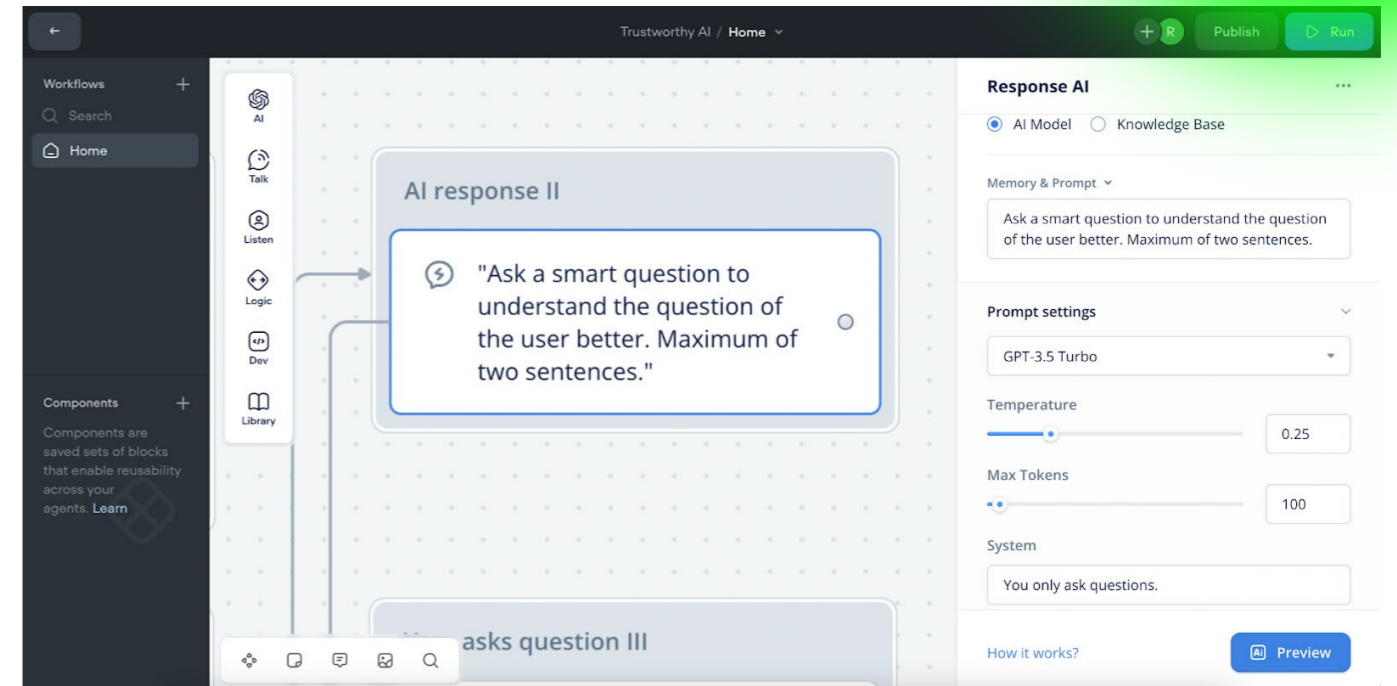 Trustworthy AI / Home
R
Publish
Run
Workflows
Search
Home
Components
Components are
saved sets of blocks
that enable reusability
across your
agents. Learn
AI
Talk
Listen
Logic
Dev
Library
AI response II
"Ask a smart question to
understand the question of
the user better. Maximum of
two sentences."
asks question III
Response AI
AI Model Knowledge Base
Memory & Prompt
Ask a smart question to understand the question
of the user better. Maximum of two sentences.
Prompt settings
GPT-3.5 Turbo
Temperature
0.25
Max Tokens
100
System
You only ask questions.
How it works?
AI Preview